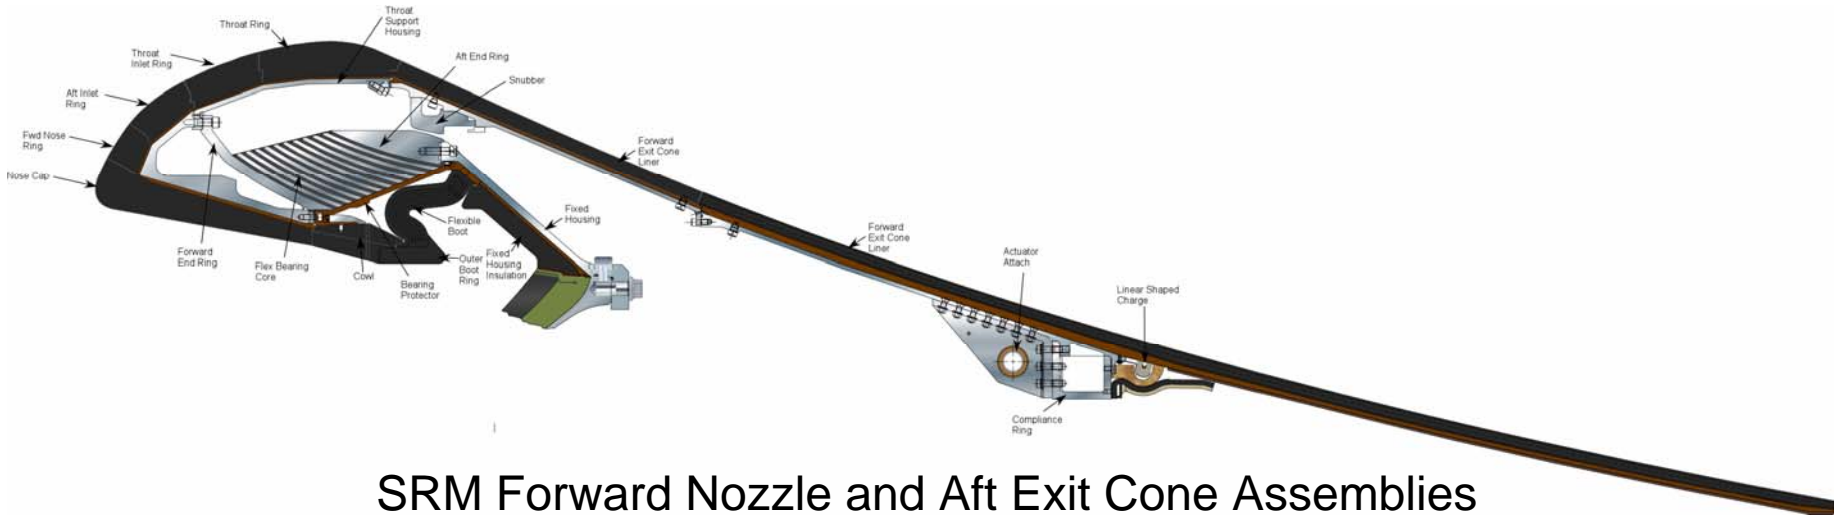 Throat
Support
Housing
Throat Ring
Throat
Inlet Ring
Aft End Ring
Snubber
Aft Inlet
Ring
Fwd Nose
Ring
Nose Cap
Forward
Exit Cone
Liner
Fixed
Housing
Flexible
Boot
Forward
End Ring
Flex Bearing
Core
Cowl
Bearing
Protector
Outer
Boot
Ring
Fixed
Housing
Insulation
Forward
Exit Cone
Liner
Actuator
Attach
Linear Shaped
Charge
Compliance
Ring
SRM Forward Nozzle and Aft Exit Cone Assemblies